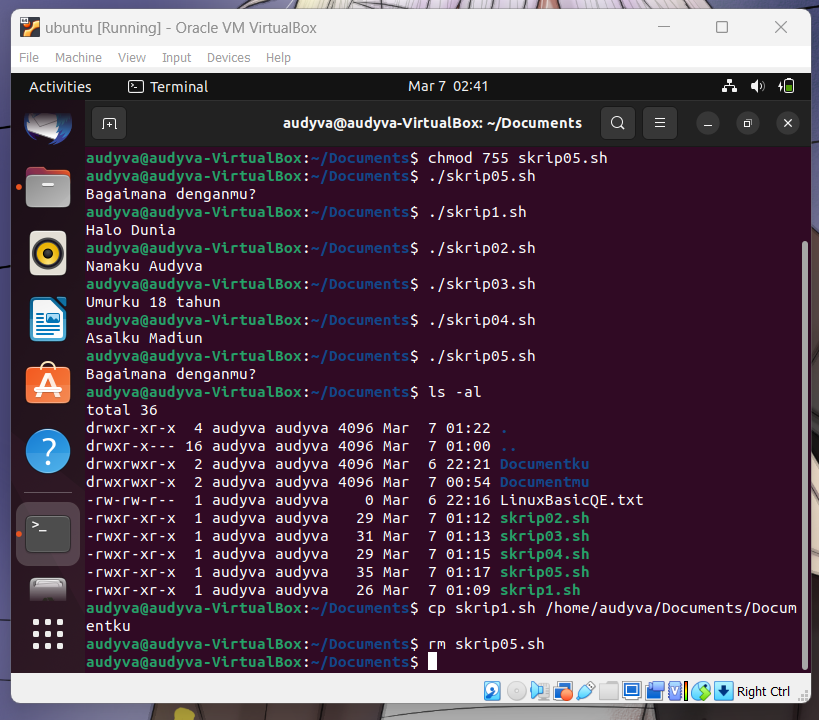 ubuntu [Running] - Oracle VM VirtualBox
File Machine View Input Devices Help
Activities Terminal Mar 7 02:41
audyva@audyva-VirtualBox: ~/Documents
audyva@audyva-VirtualBox:~/Documents$ chmod 755 skrip05.sh
audyva@audyva-VirtualBox:~/Documents$ ./skrip05.sh
Bagaimana denganmu?
audyva@audyva-VirtualBox:~/Documents$ ./skrip1.sh
Halo Dunia
audyva@audyva-VirtualBox:~/Documents$ ./skrip02.sh
Namaku Audyva
audyva@audyva-VirtualBox:~/Documents$ ./skrip03.sh
Umurku 18 tahun
audyva@audyva-VirtualBox:~/Documents$ ./skrip04.sh
Asalku Madiun
audyva@audyva-VirtualBox:~/Documents$ ./skrip05.sh
Bagaimana denganmu?
audyva@audyva-VirtualBox:~/Documents$ ls -al
total 36
drwxr-xr-x  4 audyva audyva 4096 Mar  7 01:22 .
drwxr-x--- 16 audyva audyva 4096 Mar  7 01:00 ..
drwxrwxr-x  2 audyva audyva 4096 Mar  6 22:21 Documentku
drwxrwxr-x  2 audyva audyva 4096 Mar  7 00:54 Documentmu
-rw-rw-r--  1 audyva audyva    0 Mar  6 22:16 LinuxBasicQE.txt
-rwxr-xr-x  1 audyva audyva   29 Mar  7 01:12 skrip02.sh
-rwxr-xr-x  1 audyva audyva   31 Mar  7 01:13 skrip03.sh
-rwxr-xr-x  1 audyva audyva   29 Mar  7 01:15 skrip04.sh
-rwxr-xr-x  1 audyva audyva   35 Mar  7 01:17 skrip05.sh
-rwxr-xr-x  1 audyva audyva   26 Mar  7 01:09 skrip1.sh
audyva@audyva-VirtualBox:~/Documents$ cp skrip1.sh /home/audyva/Documents/Docum
entku
audyva@audyva-VirtualBox:~/Documents$ rm skrip05.sh
audyva@audyva-VirtualBox:~/Documents$
Right Ctrl